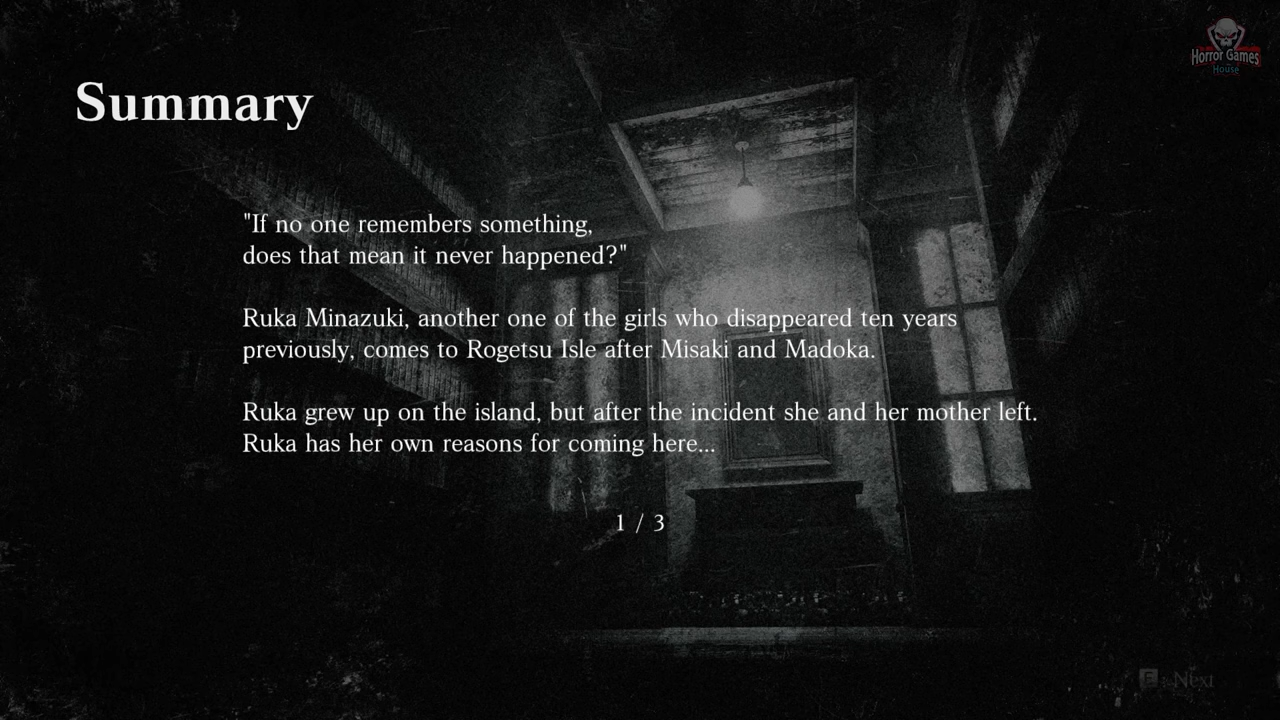 Horror Games
House
Summary
"If no one remembers something,
does that mean it never happened?"
Ruka Minazuki, another one of the girls who disappeared ten years
previously, comes to Rogetsu Isle after Misaki and Madoka.
Ruka grew up on the island, but after the incident she and her mother left.
Ruka has her own reasons for coming here...
1 / 3
F : Next